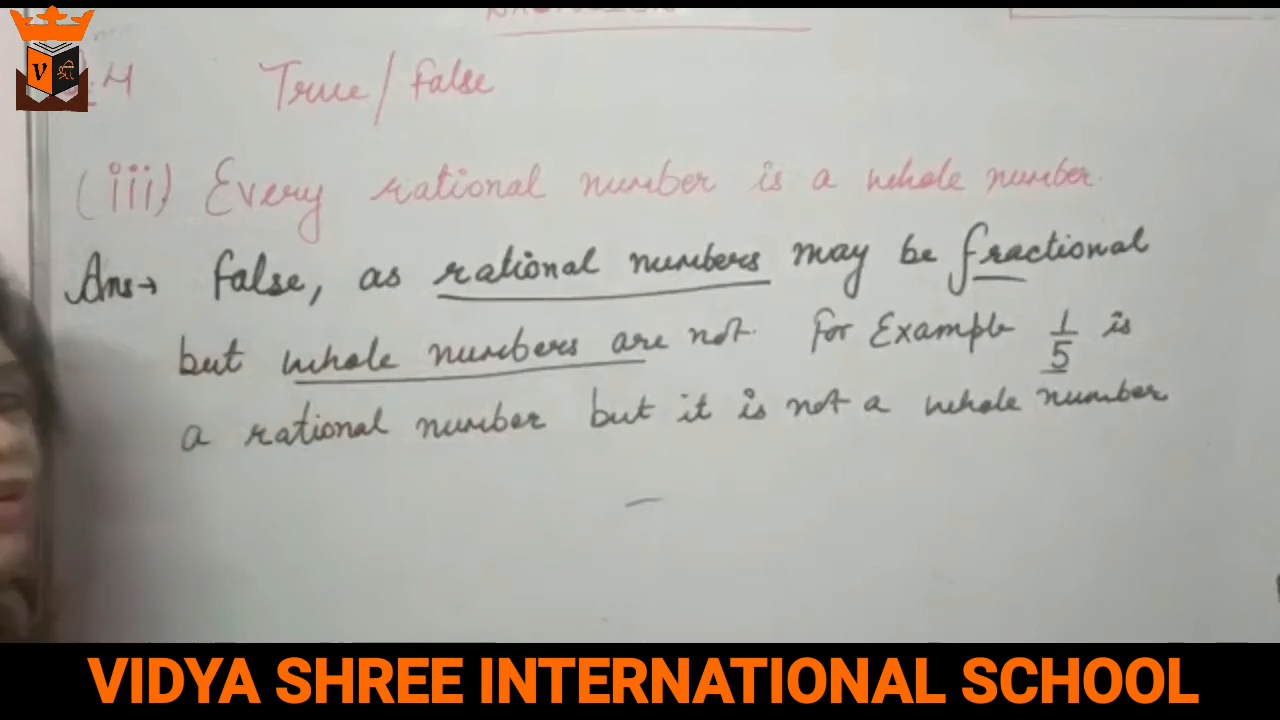 V श्री
4 True/False
(iii) Every rational number is a whole number.
Ans→ False, as rational numbers may be fractional
but whole numbers are not. For Example 1/5 is
a rational number but it is not a whole number
VIDYA SHREE INTERNATIONAL SCHOOL